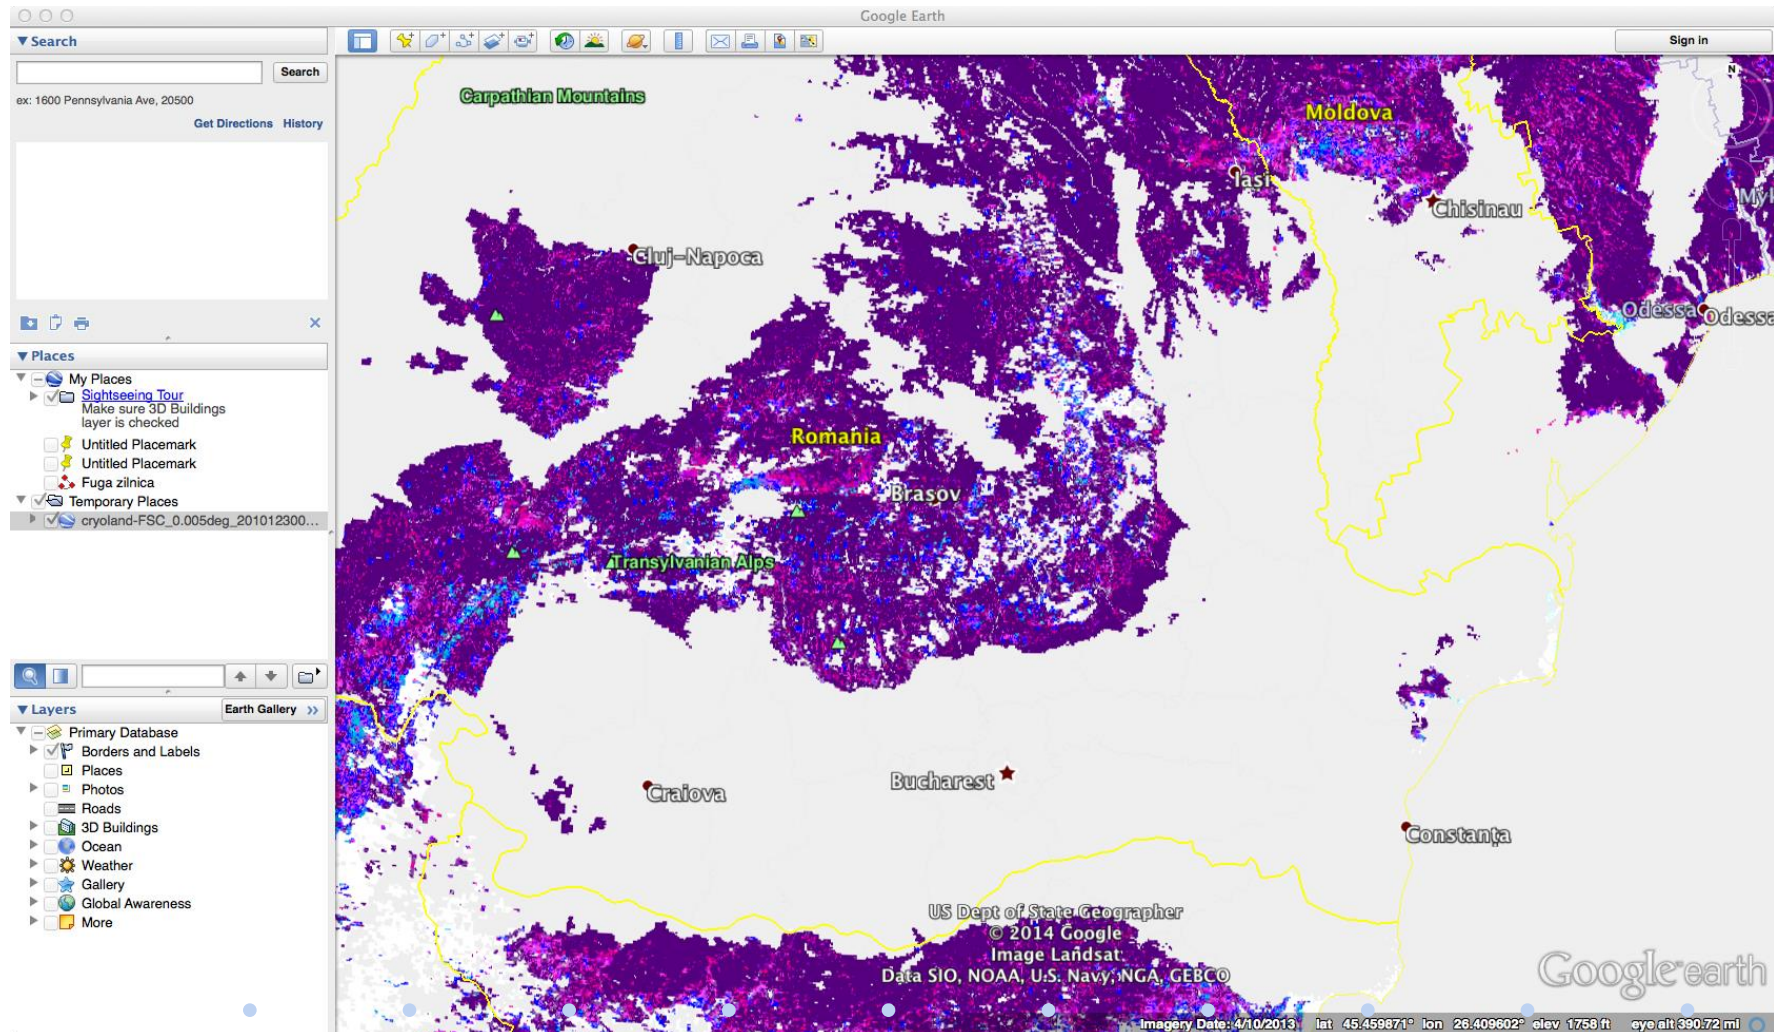 Google Earth
Search
Search
ex: 1600 Pennsylvania Ave, 20500
Get Directions History
Places
My Places
Sightseeing Tour
Make sure 3D Buildings
layer is checked
Untitled Placemark
Untitled Placemark
Fuga zilnica
Temporary Places
cryoland-FSC_0.005deg_201012300...
Layers
Earth Gallery >>
Primary Database
Borders and Labels
Places
Photos
Roads
3D Buildings
Ocean
Weather
Gallery
Global Awareness
More
Sign in
N
Carpathian Mountains
Moldova
Iași
Chisinau
Myk
Cluj-Napoca
Odessa
Odessa
Romania
Brașov
Transylvanian Alps
Craiova
Bucharest
Constanța
US Dept of State Geographer
© 2014 Google
Image Landsat
Data SIO, NOAA, U.S. Navy, NGA, GEBCO
Google earth
Imagery Date: 4/10/2013 lat 45.459871° lon 26.409602° elev 1758 ft eye alt 390.72 mi